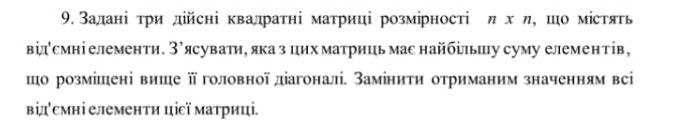 9. Задані три дійсні квадратні матриці розмірності n x n, що містять
від'ємні елементи. З’ясувати, яка з цих матриць має найбільшу суму елементів,
що розміщені вище її головної діагоналі. Замінити отриманим значенням всі
від'ємні елементи цієї матриці.